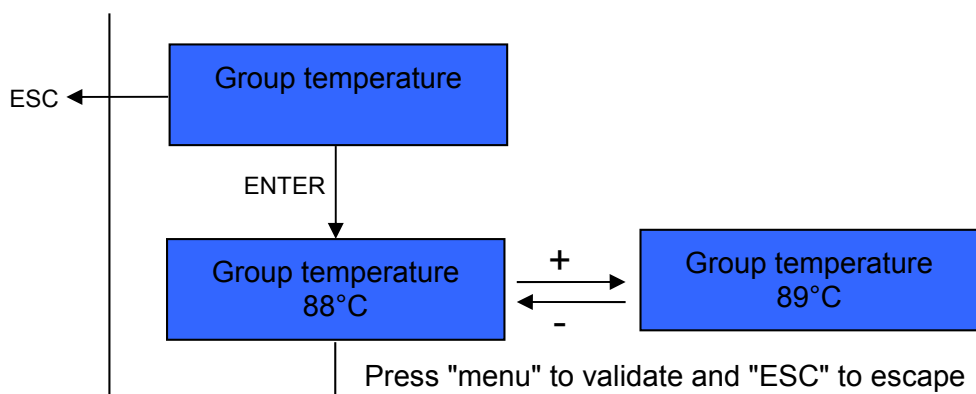 Group temperature
ESC
ENTER
Group temperature
88°C
+
-
Group temperature
89°C
Press "menu" to validate and "ESC" to escape